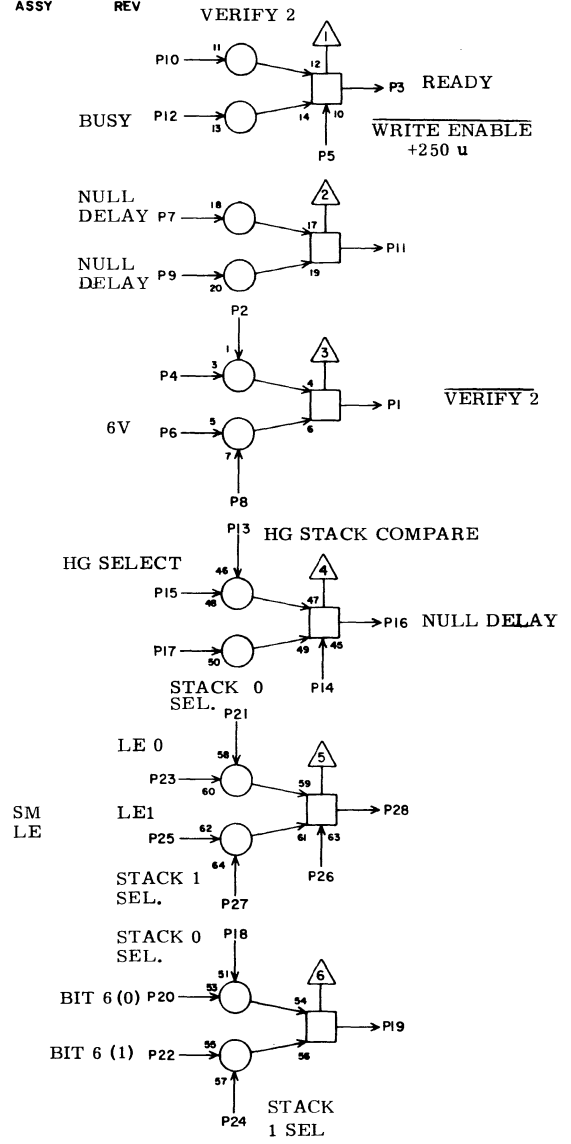 ASSY REV
VERIFY 2
1
P10 11
12
P3 READY
BUSY P12 13
14 10
WRITE ENABLE
+250 u
P5
2
NULL
DELAY P7 18
17
P11
NULL
DELAY P9 20
19
P2
1
3
P4 3
4
P1 VERIFY 2
6V P6 5
6
7
P8
P13 HG STACK COMPARE
HG SELECT
46
4
P15 48
47
P16 NULL DELAY
P17 50
49 45
P14
STACK 0
SEL.
P21
5
LE 0
58
P23 60
59
P28
SM
LE
LE1
P25 62
61 63
64
P26
STACK 1
SEL.
P27
STACK 0
SEL.
P18
6
51
BIT 6 (0) P20 53
54
P19
BIT 6 (1) P22 55
56
57
P24
STACK
1 SEL